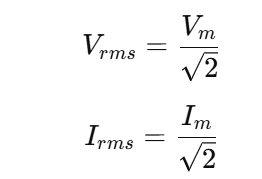 $V_{rms} = \frac{V_m}{\sqrt{2}}$
$I_{rms} = \frac{I_m}{\sqrt{2}}$